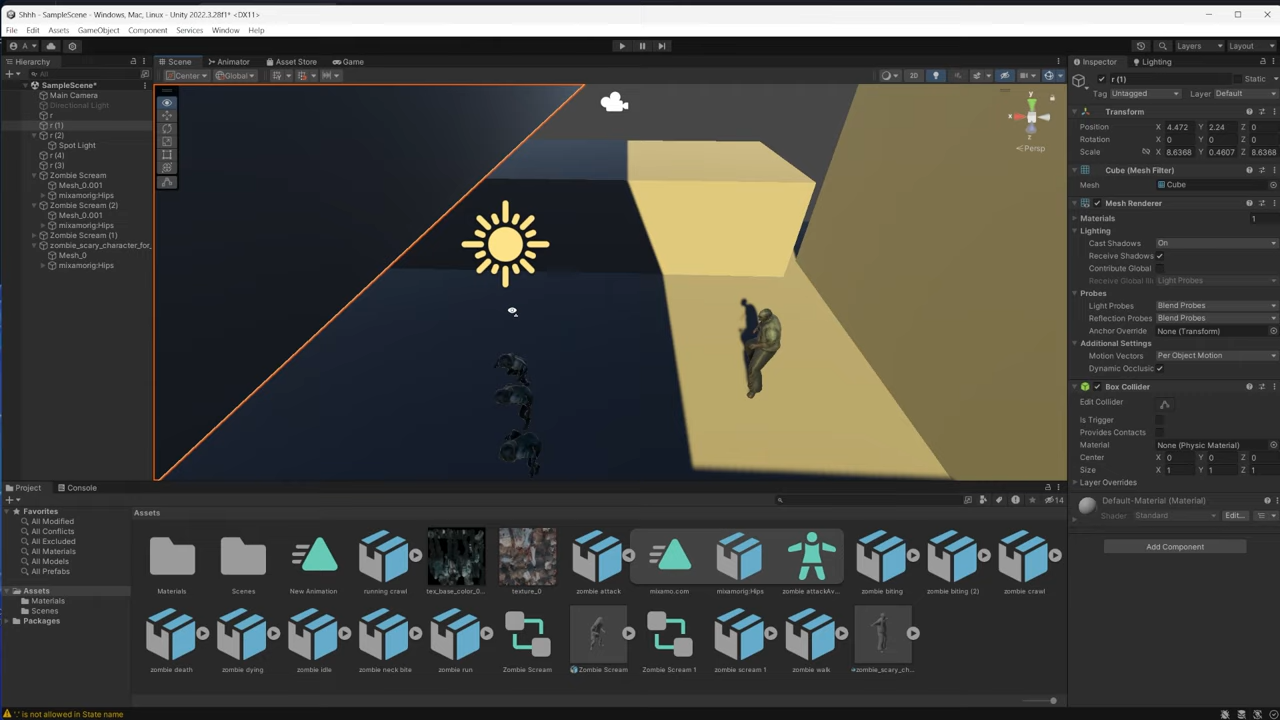 Shhh - SampleScene - Windows, Mac, Linux - Unity 2022.3.28f1* <DX11>
File Edit Assets GameObject Component Services Window Help
A
Layers Layout
Hierarchy
All
SampleScene*
Main Camera
Directional Light
r
r (1)
r (2)
Spot Light
r (4)
r (3)
Zombie Scream
Mesh_0.001
mixamorig:Hips
Zombie Scream (2)
Mesh_0.001
mixamorig:Hips
Zombie Scream (1)
zombie_scary_character_for_
Mesh_0
mixamorig:Hips
Scene Animator Asset Store Game
Center Global
2D
y
x
z
Persp
Inspector Lighting
r (1) Static
Tag Untagged Layer Default
Transform
Position X 4.472 Y 2.24 Z 0
Rotation X 0 Y 0 Z 0
Scale X 8.6368 Y 0.4607 Z 8.6368
Cube (Mesh Filter)
Mesh Cube
Mesh Renderer
Materials 1
Lighting
Cast Shadows On
Receive Shadows
Contribute Global
Receive Global Ill Light Probes
Probes
Light Probes Blend Probes
Reflection Probes Blend Probes
Anchor Override None (Transform)
Additional Settings
Motion Vectors Per Object Motion
Dynamic Occlusic
Box Collider
Edit Collider
Is Trigger
Provides Contacts
Material None (Physic Material)
Center X 0 Y 0 Z 0
Size X 1 Y 1 Z 1
Layer Overrides
Default-Material (Material)
Shader Standard Edit...
Add Component
Project Console
14
Favorites
All Modified
All Conflicts
All Excluded
All Materials
All Models
All Prefabs
Assets
Materials
Scenes
Packages
Assets
Materials Scenes New Animation running crawl tex_base_color_0... texture_0 zombie attack mixamo.com mixamorig:Hips zombie attackAv... zombie biting zombie biting (2) zombie crawl
zombie death zombie dying zombie idle zombie neck bite zombie run Zombie Scream Zombie Scream Zombie Scream 1 zombie scream 1 zombie walk zombie_scary_ch...
'.' is not allowed in State name